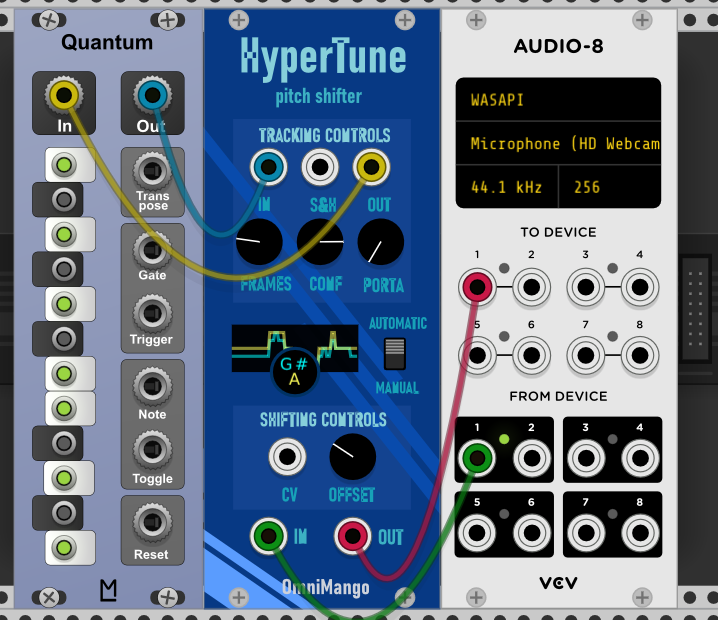 Quantum
In
Out
Trans
pose
Gate
Trigger
Note
Toggle
Reset
HyperTune
pitch shifter
TRACKING CONTROLS
IN
S&H
OUT
FRAMES
CONF
PORTA
AUTOMATIC
G#
A
MANUAL
SHIFTING CONTROLS
CV
OFFSET
IN
OUT
OmniMango
AUDIO-8
WASAPI
Microphone (HD Webcam
44.1 kHz
256
TO DEVICE
1
2
3
4
5
6
7
8
FROM DEVICE
1
2
3
4
5
6
7
8
VCV